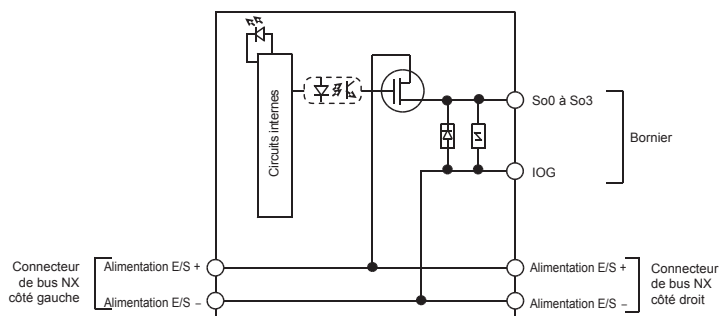 Circuits internes
So0 à So3
Bornier
IOG
Connecteur
de bus NX
côté gauche
Alimentation E/S +
Alimentation E/S –
Alimentation E/S +
Alimentation E/S –
Connecteur
de bus NX
côté droit